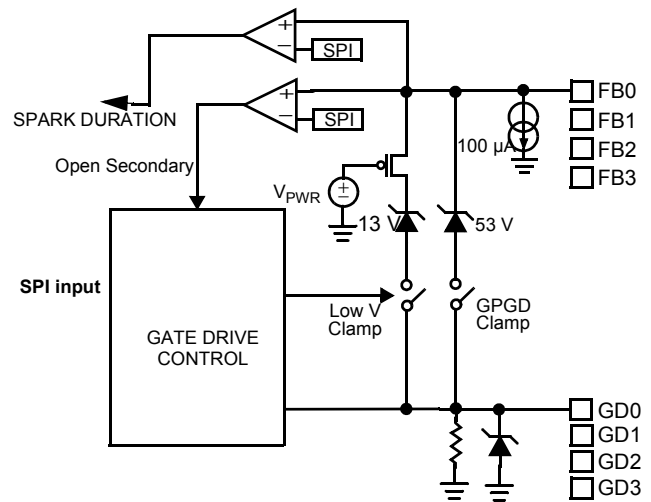 SPI
FB0
SPI
FB1
SPARK DURATION
100 µA
FB2
Open Secondary
FB3
VPWR
13 V
53 V
SPI input
Low V
Clamp
GPGD
Clamp
GATE DRIVE
CONTROL
GD0
GD1
GD2
GD3